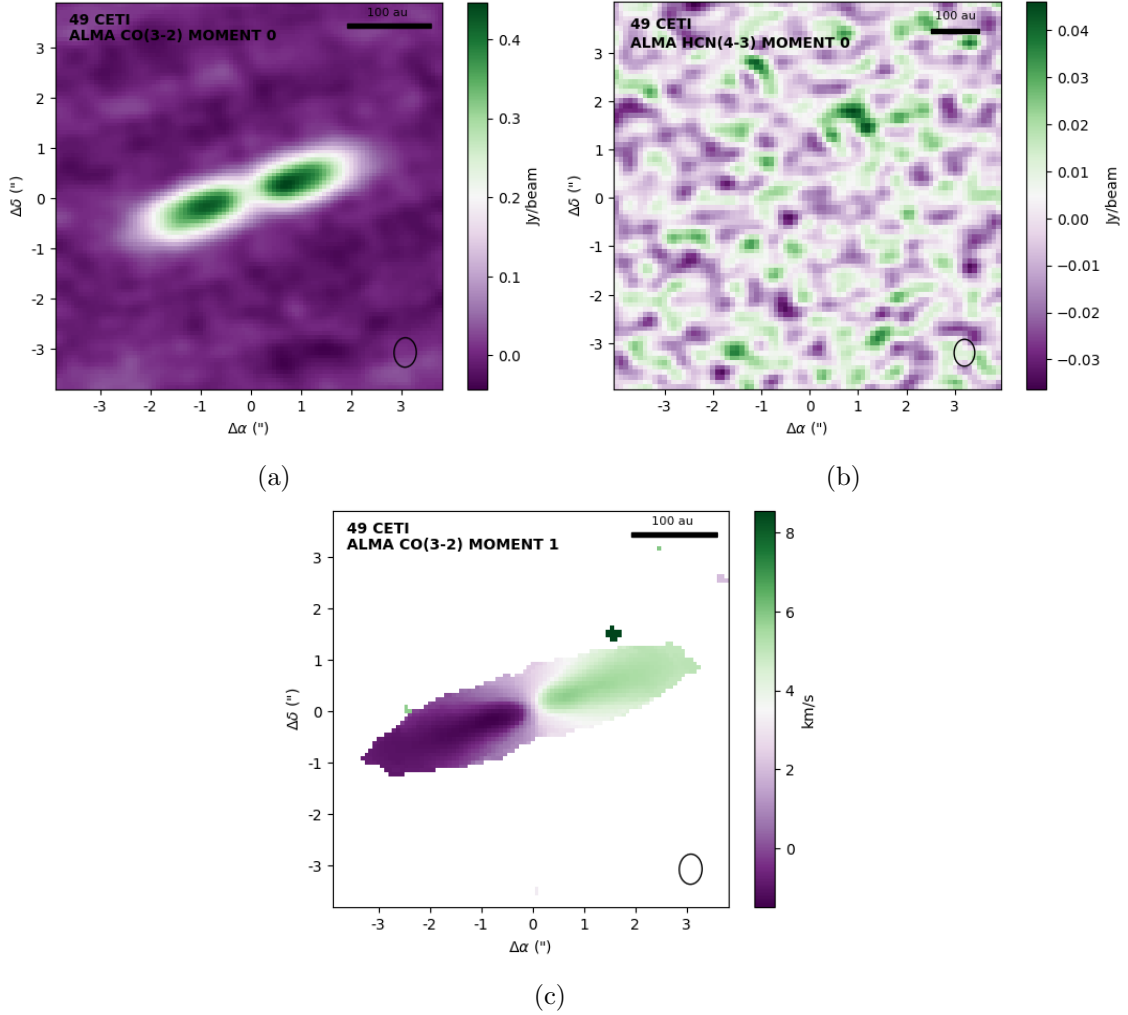 49 CETI
ALMA CO(3-2) MOMENT 0
100 au
3
2
1
0
-1
-2
-3
Δδ (")
-3
-2
-1
0
1
2
3
Δα (")
0.4
0.3
0.2
0.1
0.0
Jy/beam
(a)
49 CETI
ALMA HCN(4-3) MOMENT 0
100 au
3
2
1
0
-1
-2
-3
Δδ (")
-3
-2
-1
0
1
2
3
Δα (")
0.04
0.03
0.02
0.01
0.00
−0.01
−0.02
−0.03
Jy/beam
(b)
49 CETI
ALMA CO(3-2) MOMENT 1
100 au
3
2
1
0
-1
-2
-3
Δδ (")
-3
-2
-1
0
1
2
3
Δα (")
8
6
4
2
0
km/s
(c)